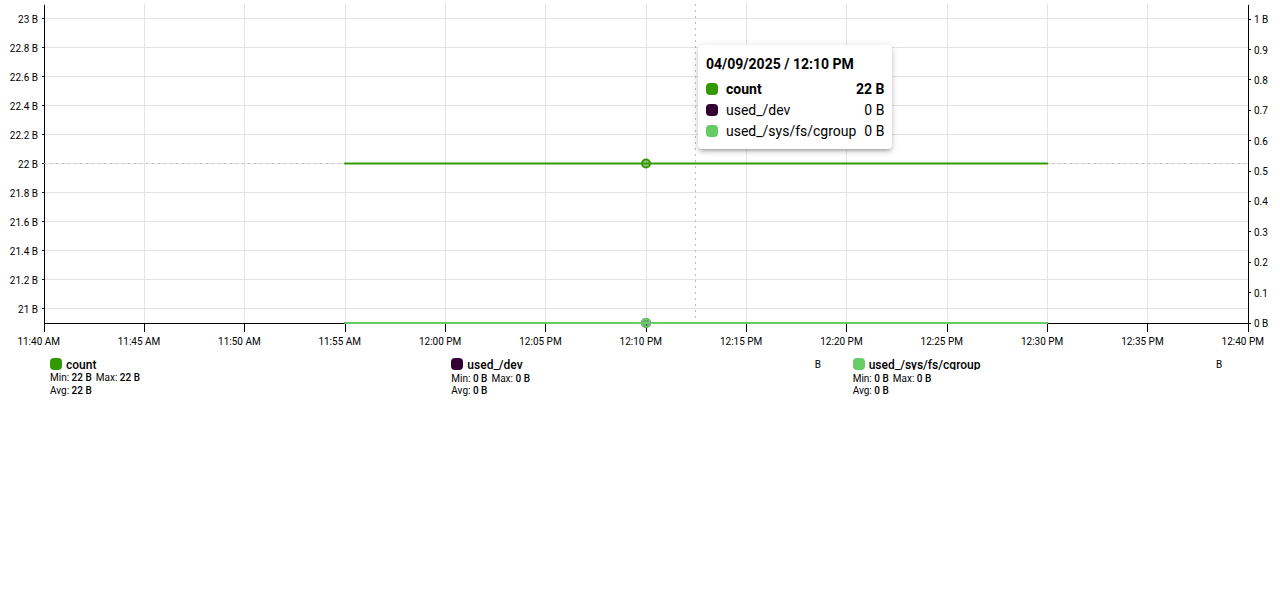 23 B
22.8 B
22.6 B
22.4 B
22.2 B
22 B
21.8 B
21.6 B
21.4 B
21.2 B
21 B
1 B
0.9
0.8
0.7
0.6
0.5
0.4
0.3
0.2
0.1
0 B
04/09/2025 / 12:10 PM
count 22 B
used_/dev 0 B
used_/sys/fs/cgroup 0 B
11:40 AM 11:45 AM 11:50 AM 11:55 AM 12:00 PM 12:05 PM 12:10 PM 12:15 PM 12:20 PM 12:25 PM 12:30 PM 12:35 PM 12:40 PM
count
Min: 22 B Max: 22 B
Avg: 22 B
used_/dev B
Min: 0 B Max: 0 B
Avg: 0 B
used_/sys/fs/cgroup B
Min: 0 B Max: 0 B
Avg: 0 B